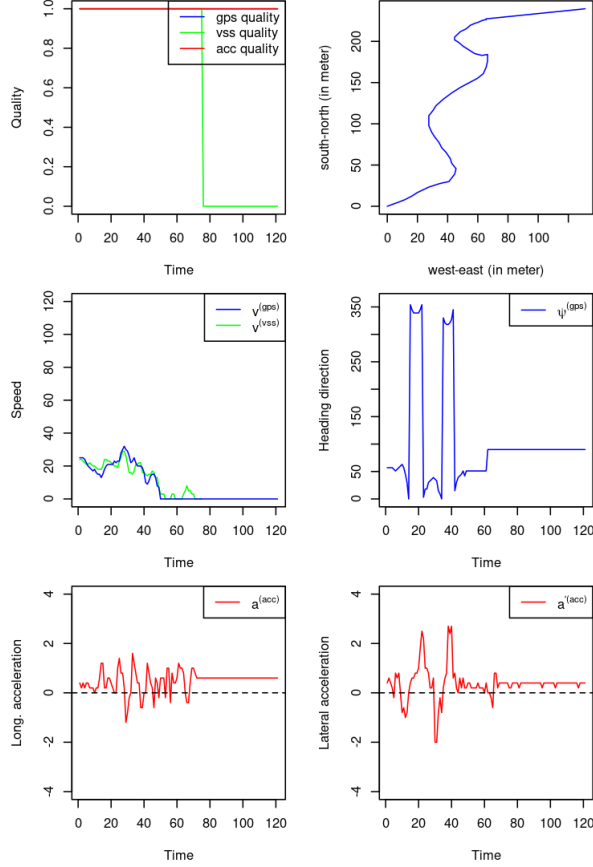 gps quality
vss quality
acc quality
Quality
0.0 0.2 0.4 0.6 0.8 1.0
0 20 40 60 80 100 120
Time
south-north (in meter)
0 50 100 150 200
0 20 40 60 80 100
west-east (in meter)
v(gps)
v(vss)
Speed
0 20 40 60 80 100 120
0 20 40 60 80 100 120
Time
ψ(gps)
Heading direction
0 50 150 250 350
0 20 40 60 80 100 120
Time
a(acc)
Long. acceleration
-4 -2 0 2 4
0 20 40 60 80 100 120
Time
a'(acc)
Lateral acceleration
-4 -2 0 2 4
0 20 40 60 80 100 120
Time